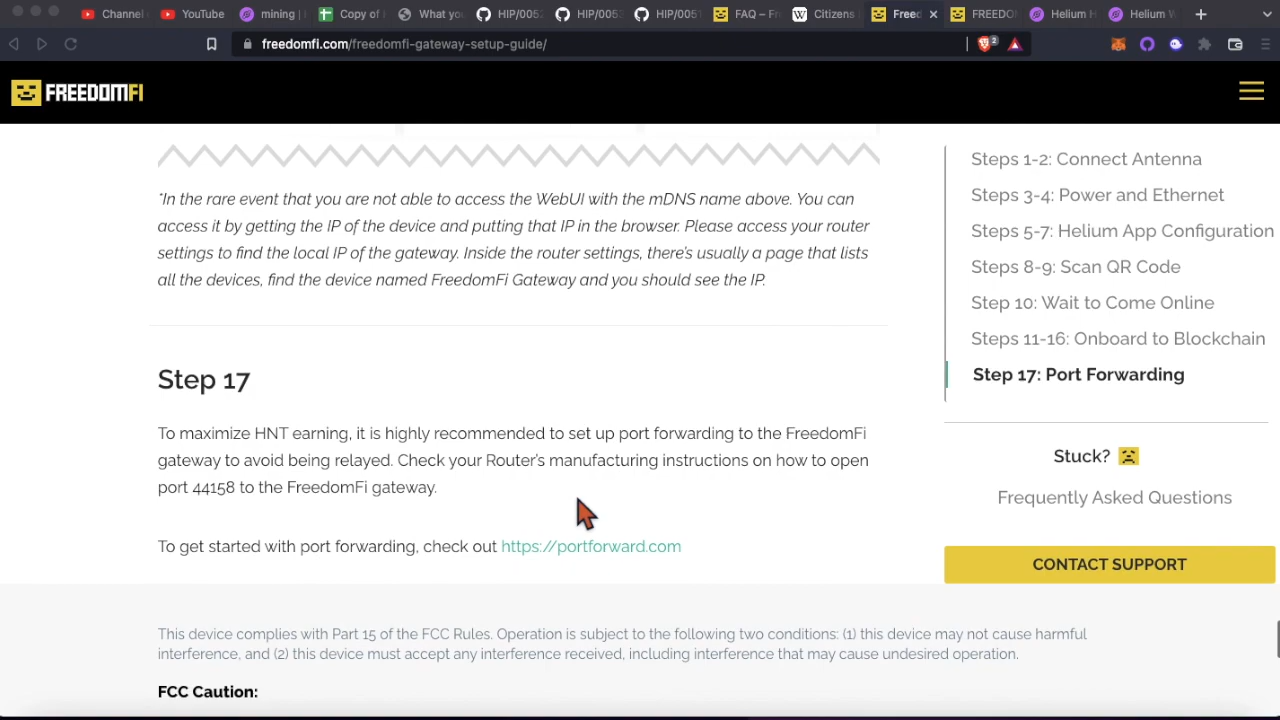 Channel
YouTube
mining |
Copy of
What you
HIP/005
HIP/005
HIP/005
FAQ – Fr
Citizens
Freed
FREEDO
Helium H
Helium W
freedomfi.com/freedomfi-gateway-setup-guide/
2
FREEDOMFI
*In the rare event that you are not able to access the WebUI with the mDNS name above. You can
access it by getting the IP of the device and putting that IP in the browser. Please access your router
settings to find the local IP of the gateway. Inside the router settings, there's usually a page that lists
all the devices, find the device named FreedomFi Gateway and you should see the IP.
Step 17
To maximize HNT earning, it is highly recommended to set up port forwarding to the FreedomFi
gateway to avoid being relayed. Check your Router's manufacturing instructions on how to open
port 44158 to the FreedomFi gateway.
To get started with port forwarding, check out https://portforward.com
Steps 1-2: Connect Antenna
Steps 3-4: Power and Ethernet
Steps 5-7: Helium App Configuration
Steps 8-9: Scan QR Code
Step 10: Wait to Come Online
Steps 11-16: Onboard to Blockchain
Step 17: Port Forwarding
Stuck?
Frequently Asked Questions
CONTACT SUPPORT
This device complies with Part 15 of the FCC Rules. Operation is subject to the following two conditions: (1) this device may not cause harmful
interference, and (2) this device must accept any interference received, including interference that may cause undesired operation.
FCC Caution: